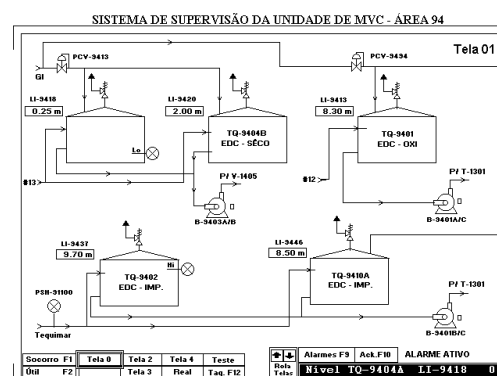 SISTEMA DE SUPERVISÃO DA UNIDADE DE MVC - ÁREA 94
PCV-9413
PCV-9494
Tela 01
GI
LI-9418
0.25 m
LI-9420
2.00 m
LI-9413
8.30 m
TQ-9404B
EDC - SÊCO
TQ-9401
EDC - OXI
Lo
#13
#12
P/ V-1405
P/ T-1301
B-9403A/B
B-9401A/C
LI-9437
9.70 m
LI-9446
8.50 m
Hi
TQ-9402
EDC - IMP.
TQ-9410A
EDC - IMP.
PSH-91100
P/ T-1301
Tequimar
B-9401B/C
Socorro F1 Tela 0 Tela 2 Tela 4 Teste
Útil F2 Tela 3 Real Tag. F12
Rola Telas
Alarmes F9 Ack.F10 ALARME ATIVO
Nivel TQ-9404A LI-9418 0